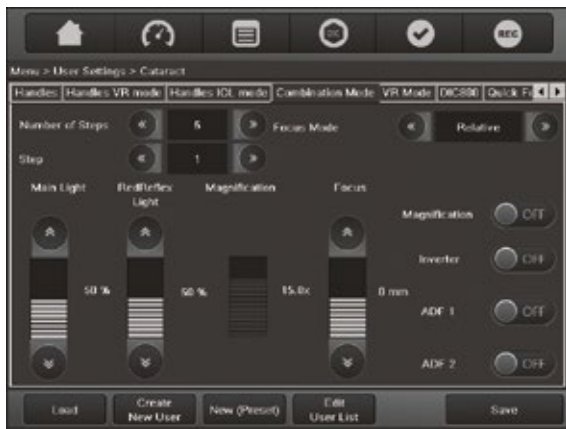 REC
Menu > User Settings > Cataract
Handles Handles VR mode Handles IOL mode Combination Mode VR Mode DIC800 Quick
Number of Steps 5 Focus Mode Relative
Step 1
Main Light RedReflex Light Magnification Focus
Magnification OFF
Inverter OFF
50 % 50 % 15.0x 0 mm
ADF 1 OFF
ADF 2 OFF
Load Create New User New (Preset) Edit User List Save